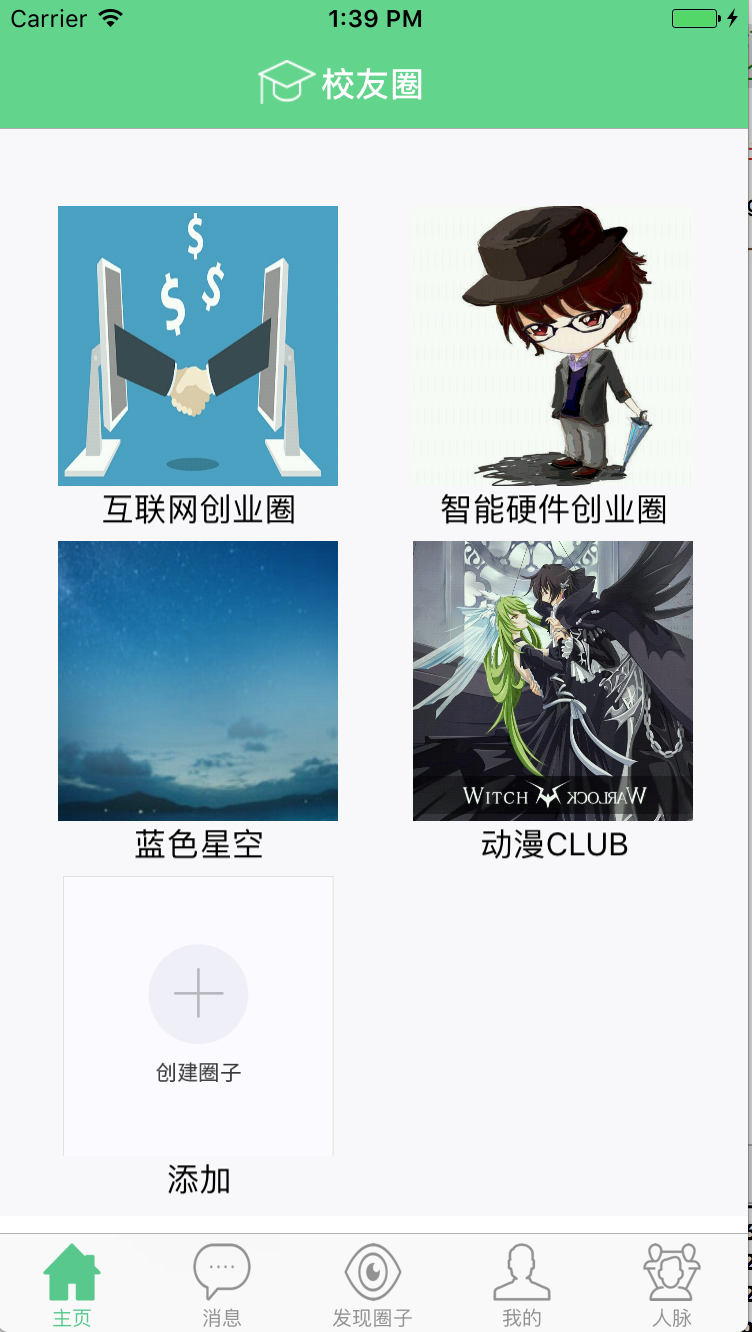 Carrier 1:39 PM
校友圈
互联网创业圈 智能硬件创业圈
WITCH WARLOCK
蓝色星空 动漫CLUB
创建圈子
添加
主页 消息 发现圈子 我的 人脉